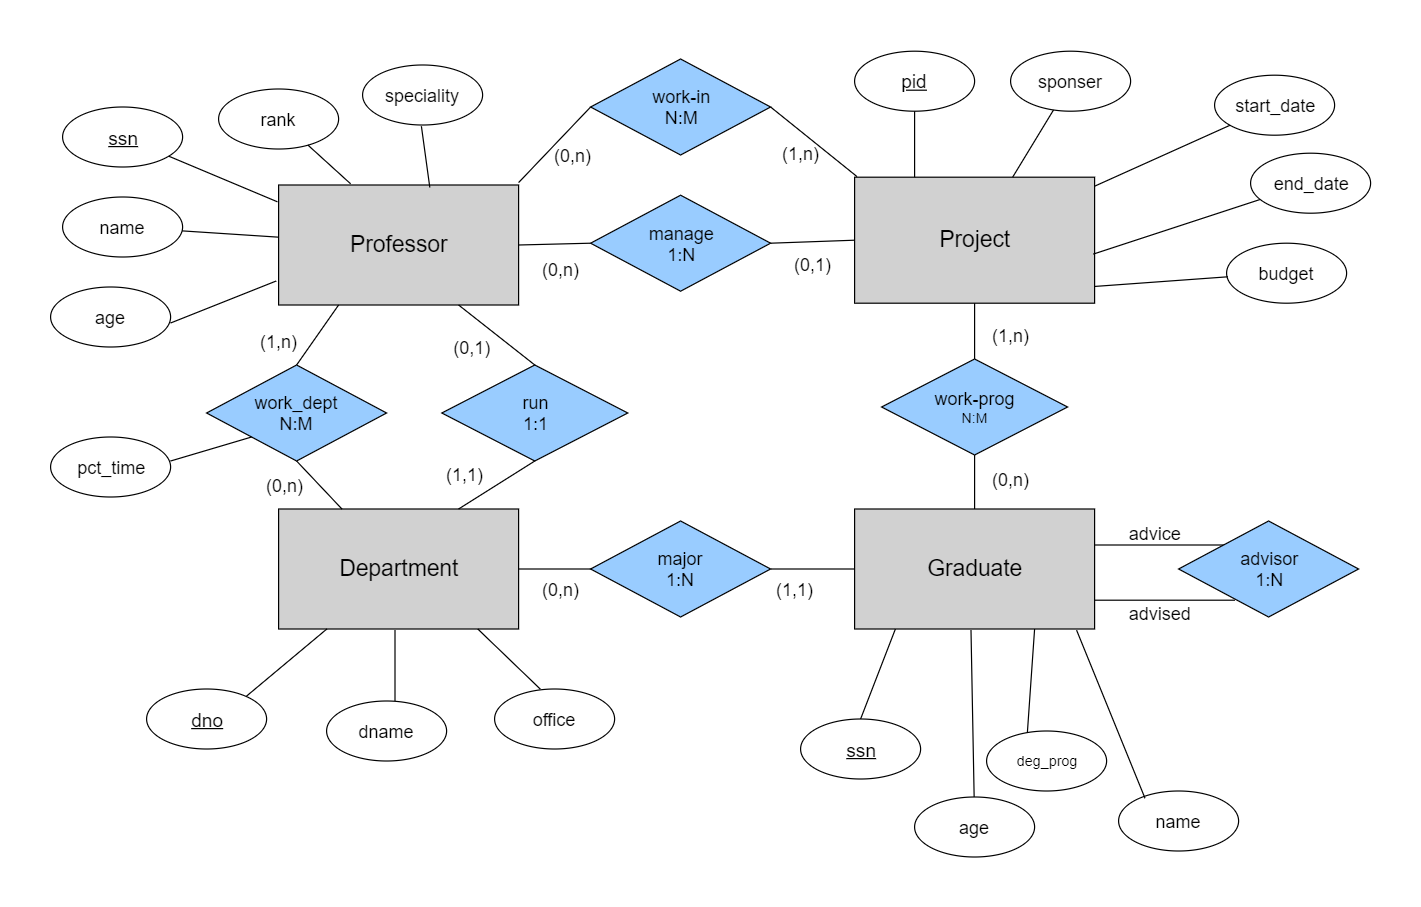 pid
sponser
speciality
work-in
N:M
start_date
rank
ssn
(0,n)
(1,n)
end_date
name
Professor
manage
1:N
Project
(0,n)
(0,1)
budget
age
(1,n)
(0,1)
(1,n)
work_dept
N:M
run
1:1
work-prog
N:M
pct_time
(0,n)
(1,1)
(0,n)
Department
major
1:N
Graduate
advice
advisor
1:N
(0,n)
(1,1)
advised
dno
dname
office
ssn
deg_prog
age
name